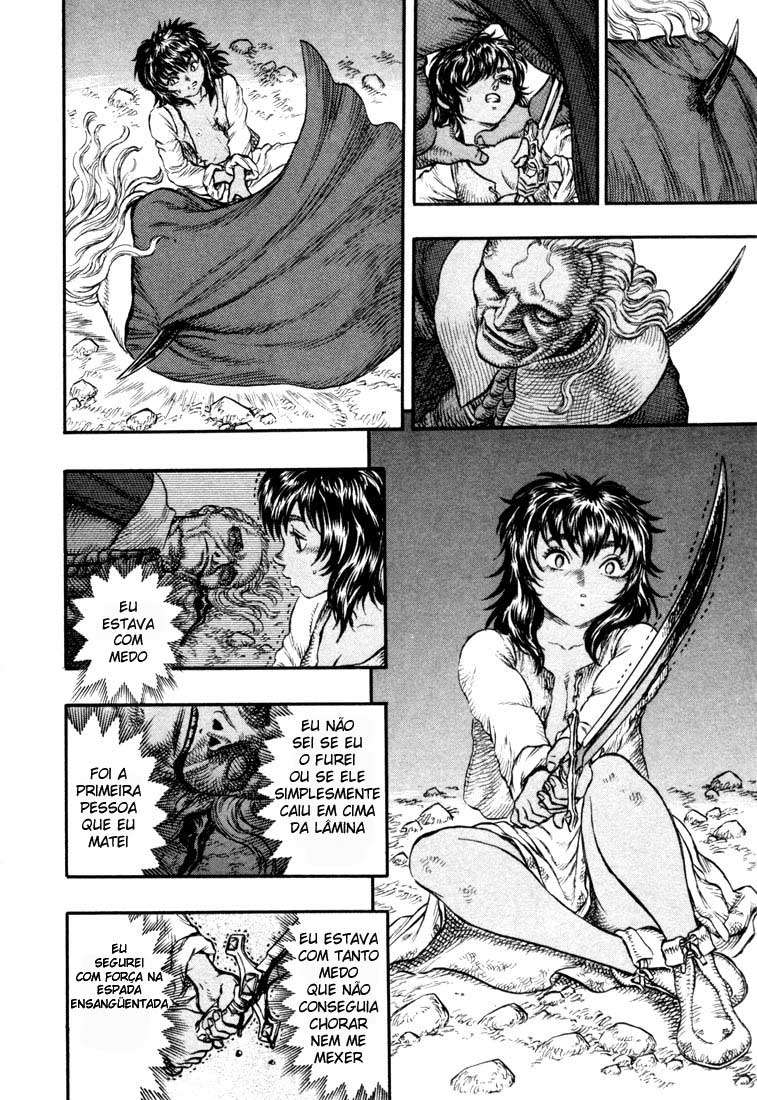 EU
ESTAVA
COM
MEDO
EU NÃO
SEI SE EU
O FUREI
OU SE ELE
SIMPLESMENTE
CAIU EM CIMA
DA LÂMINA
FOI A
PRIMEIRA
PESSOA
QUE EU
MATEI
EU ESTAVA
COM TANTO
MEDO
QUE NÃO
CONSEGUIA
CHORAR
NEM ME
MEXER
EU
SEGUREI
COM FORÇA NA
ESPADA
ENSANGÜENTADA